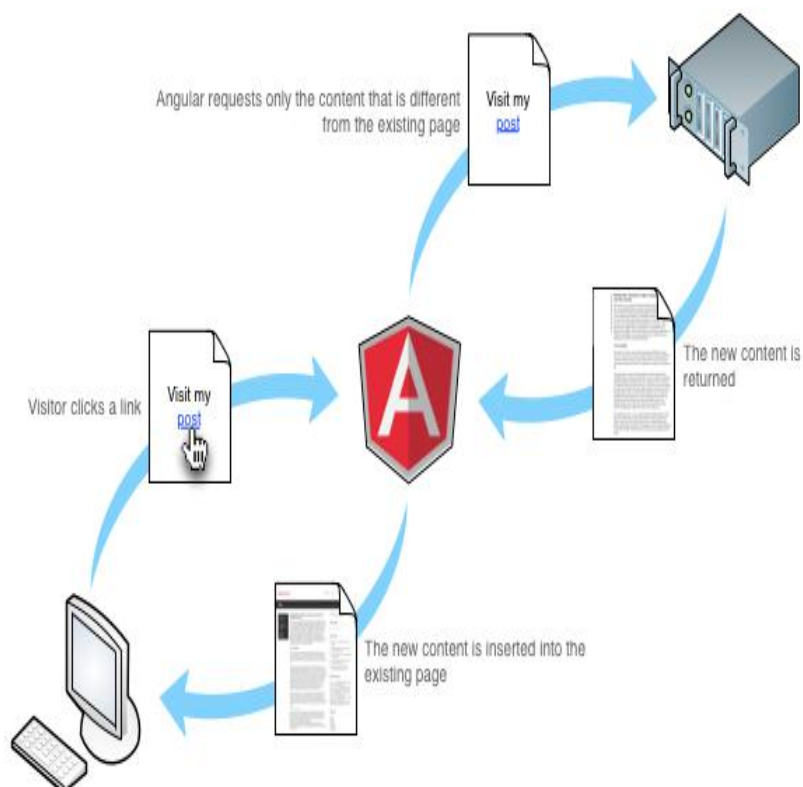 Angular requests only the content that is different
from the existing page
Visit my
post
The new content is
returned
Visitor clicks a link
Visit my
post
A
The new content is inserted into the
existing page